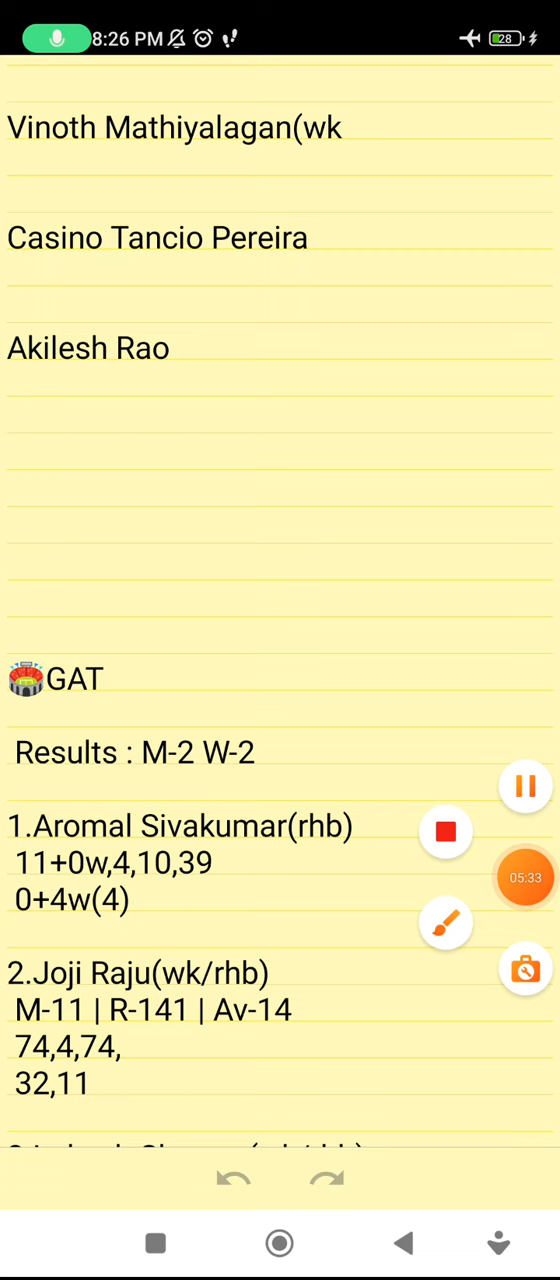 8:26 PM
28
Vinoth Mathiyalagan(wk
Casino Tancio Pereira
Akilesh Rao
GAT
Results : M-2 W-2
1.Aromal Sivakumar(rhb)
11+0w,4,10,39
0+4w(4)
05:33
2.Joji Raju(wk/rhb)
M-11 | R-141 | Av-14
74,4,74,
32,11